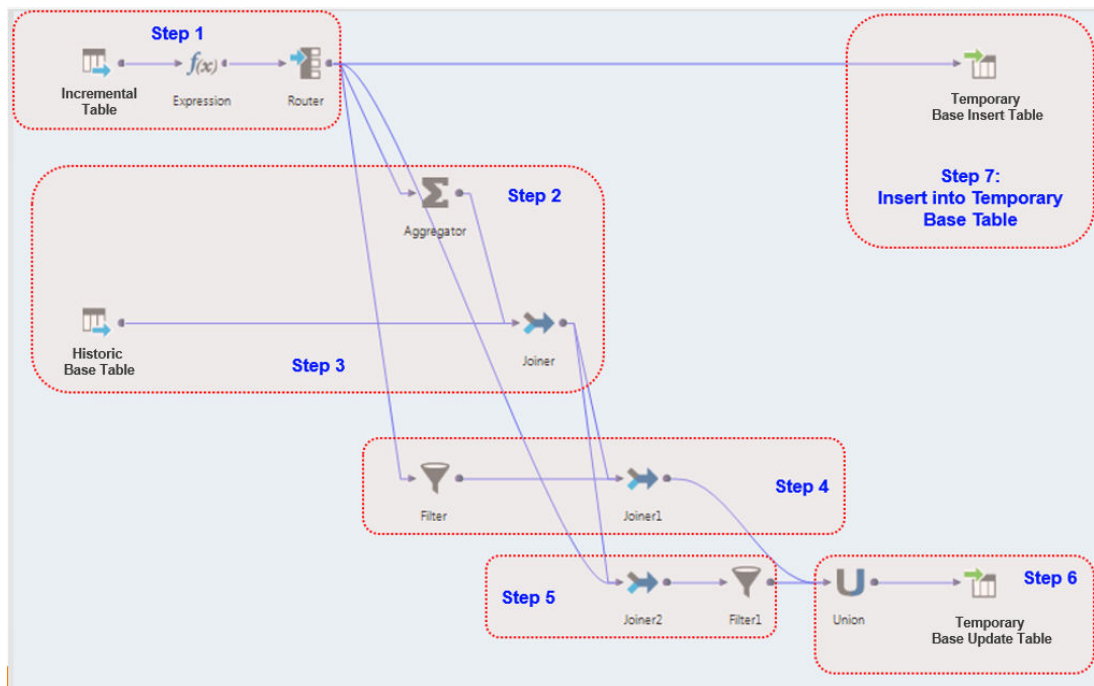 Step 1
Incremental
Table
Expression
Router
Temporary
Base Insert Table
Step 7:
Insert into Temporary
Base Table
Step 2
Aggregator
Historic
Base Table
Step 3
Joiner
Filter
Joiner1
Step 4
Step 5
Joiner2
Filter1
Union
Temporary
Base Update Table
Step 6